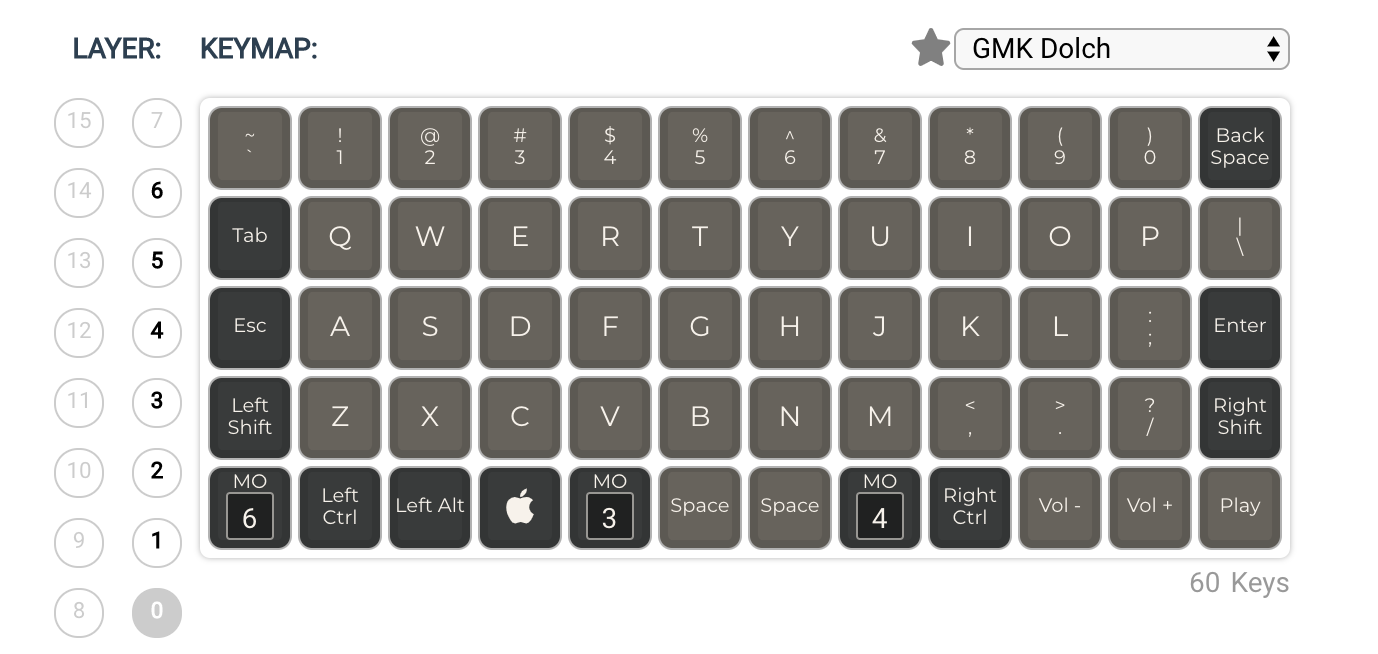 LAYER: KEYMAP: GMK Dolch
15 7
~ ! @ # $ % ^ & * ( ) Back
` 1 2 3 4 5 6 7 8 9 0 Space
14 6
Tab Q W E R T Y U I O P |
\
13 5
Esc A S D F G H J K L : Enter
;
12 4
11 3
Left Z X C V B N M < > ? Right
Shift , . / Shift
10 2
MO Left Left Alt MO Space Space MO Right Vol - Vol + Play
6 Ctrl 3 4 Ctrl
9 1
60 Keys
8 0